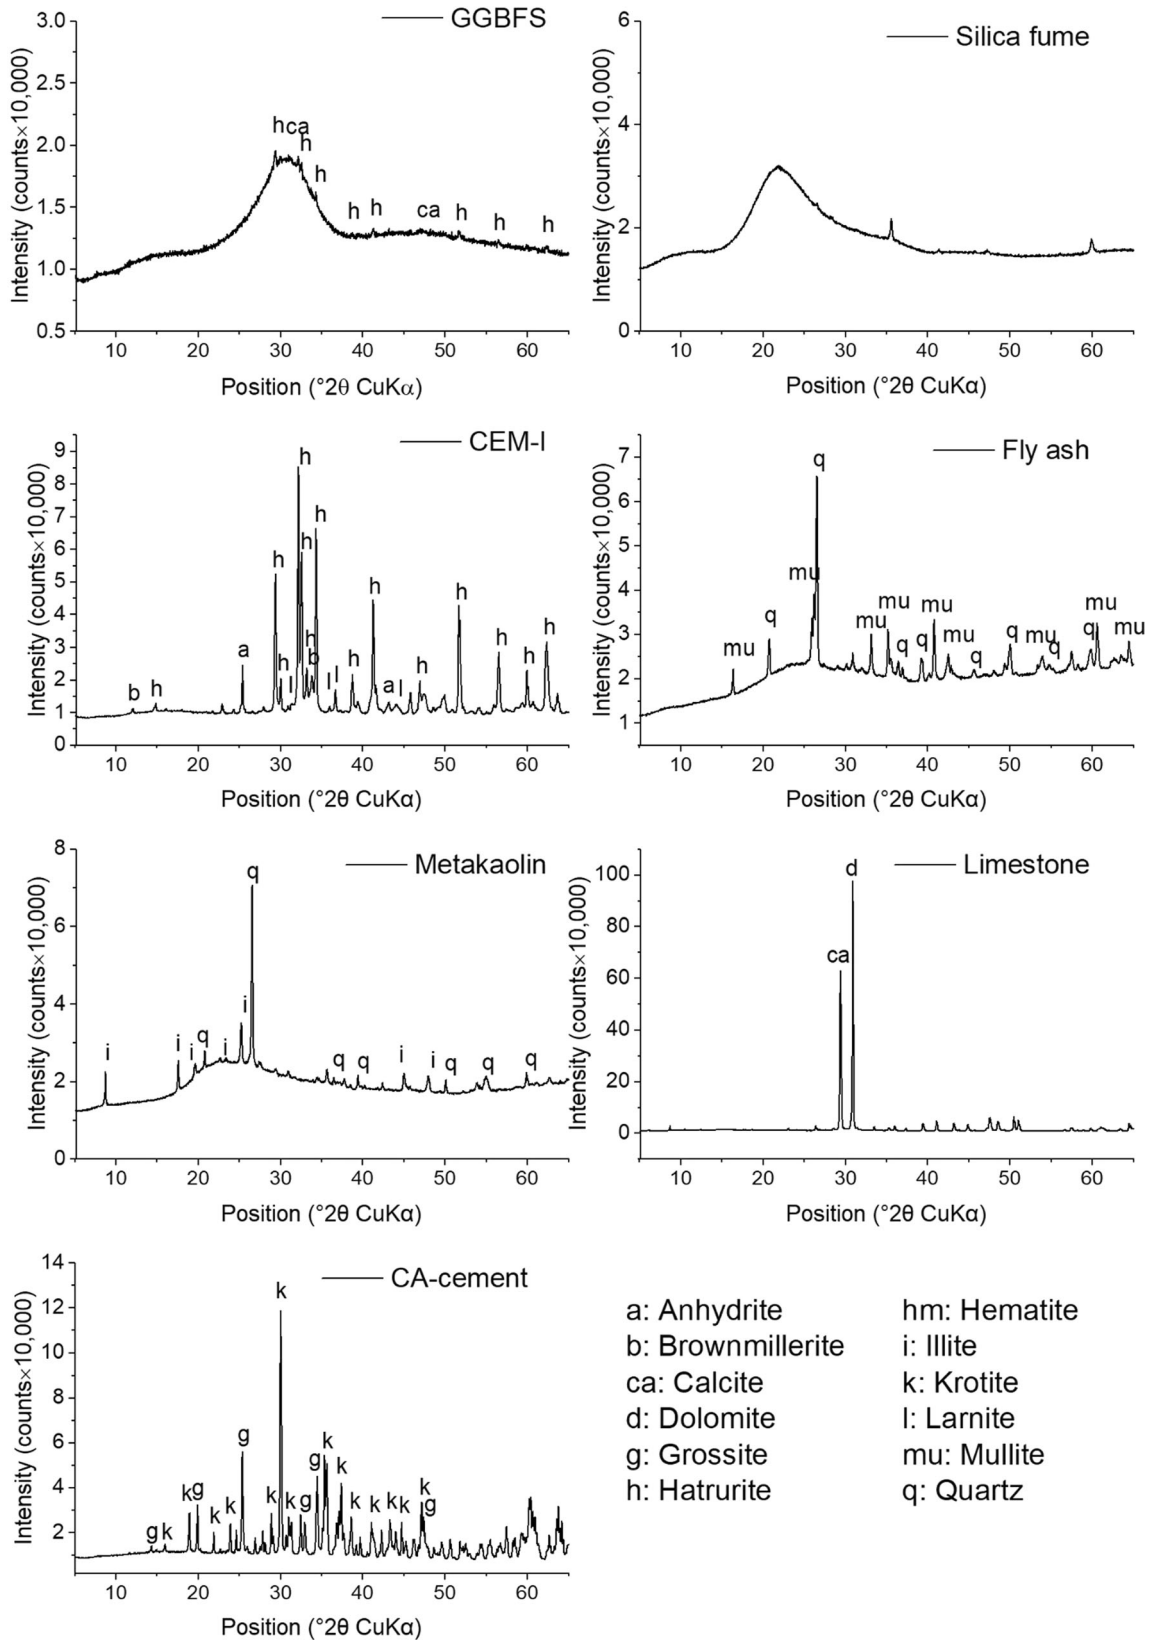 GGBFS
3.0
2.5
2.0
1.5
1.0
0.5
Intensity (counts×10,000)
h ca
h
h
h h ca h h h
10 20 30 40 50 60
Position (°2θ CuKα)
Silica fume
6
4
2
0
Intensity (counts×10,000)
10 20 30 40 50 60
Position (°2θ CuKα)
CEM-I
9
8
7
6
5
4
3
2
1
0
Intensity (counts×10,000)
b h a h h l h h h h b l l h h a l h h h h h
10 20 30 40 50 60
Position (°2θ CuKα)
Fly ash
7
6
5
4
3
2
1
Intensity (counts×10,000)
mu q mu q mu mu q q mu mu q q mu q q mu mu
10 20 30 40 50 60
Position (°2θ CuKα)
Metakaolin
8
6
4
2
0
Intensity (counts×10,000)
i i i q i i q q q i i q q q
10 20 30 40 50 60
Position (°2θ CuKα)
Limestone
100
80
60
40
20
0
Intensity (counts×10,000)
ca d
10 20 30 40 50 60
Position (°2θ CuKα)
CA-cement
14
12
10
8
6
4
2
Intensity (counts×10,000)
g k k g k k g k k k g g k k k k k k k g
10 20 30 40 50 60
Position (°2θ CuKα)
a: Anhydrite
b: Brownmillerite
ca: Calcite
d: Dolomite
g: Grossite
h: Hatrurite
hm: Hematite
i: Illite
k: Krotite
l: Larnite
mu: Mullite
q: Quartz